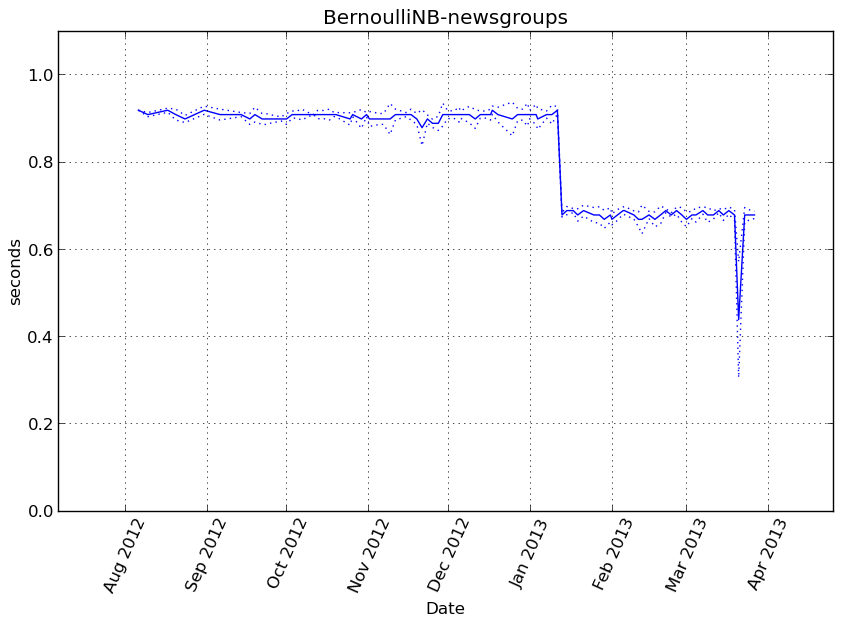 BernoulliNB-newsgroups
1.0
0.8
0.6
0.4
0.2
0.0
seconds
Aug 2012
Sep 2012
Oct 2012
Nov 2012
Dec 2012
Jan 2013
Feb 2013
Mar 2013
Apr 2013
Date